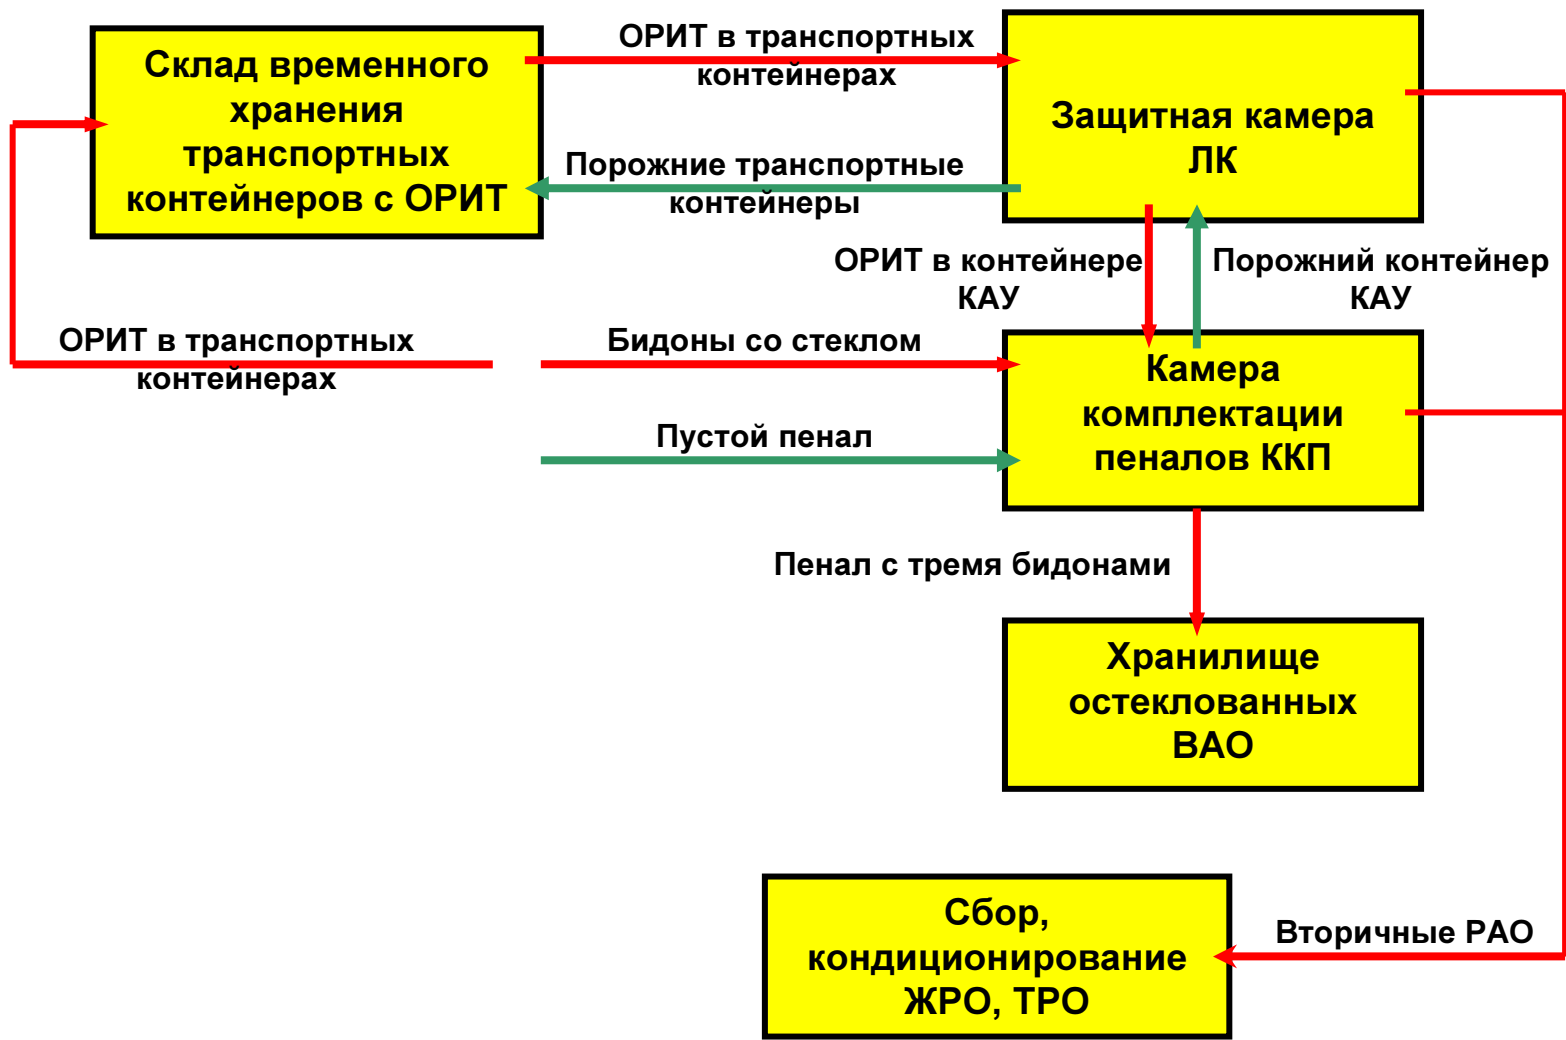 Склад временного
хранения
транспортных
контейнеров с ОРИТ
ОРИТ в транспортных
контейнерах
Порожние транспортные
контейнеры
Защитная камера
ЛК
ОРИТ в контейнере
КАУ
Порожний контейнер
КАУ
ОРИТ в транспортных
контейнерах
Бидоны со стеклом
Пустой пенал
Камера
комплектации
пеналов ККП
Пенал с тремя бидонами
Хранилище
остеклованных
ВАО
Сбор,
кондиционирование
ЖРО, ТРО
Вторичные РАО